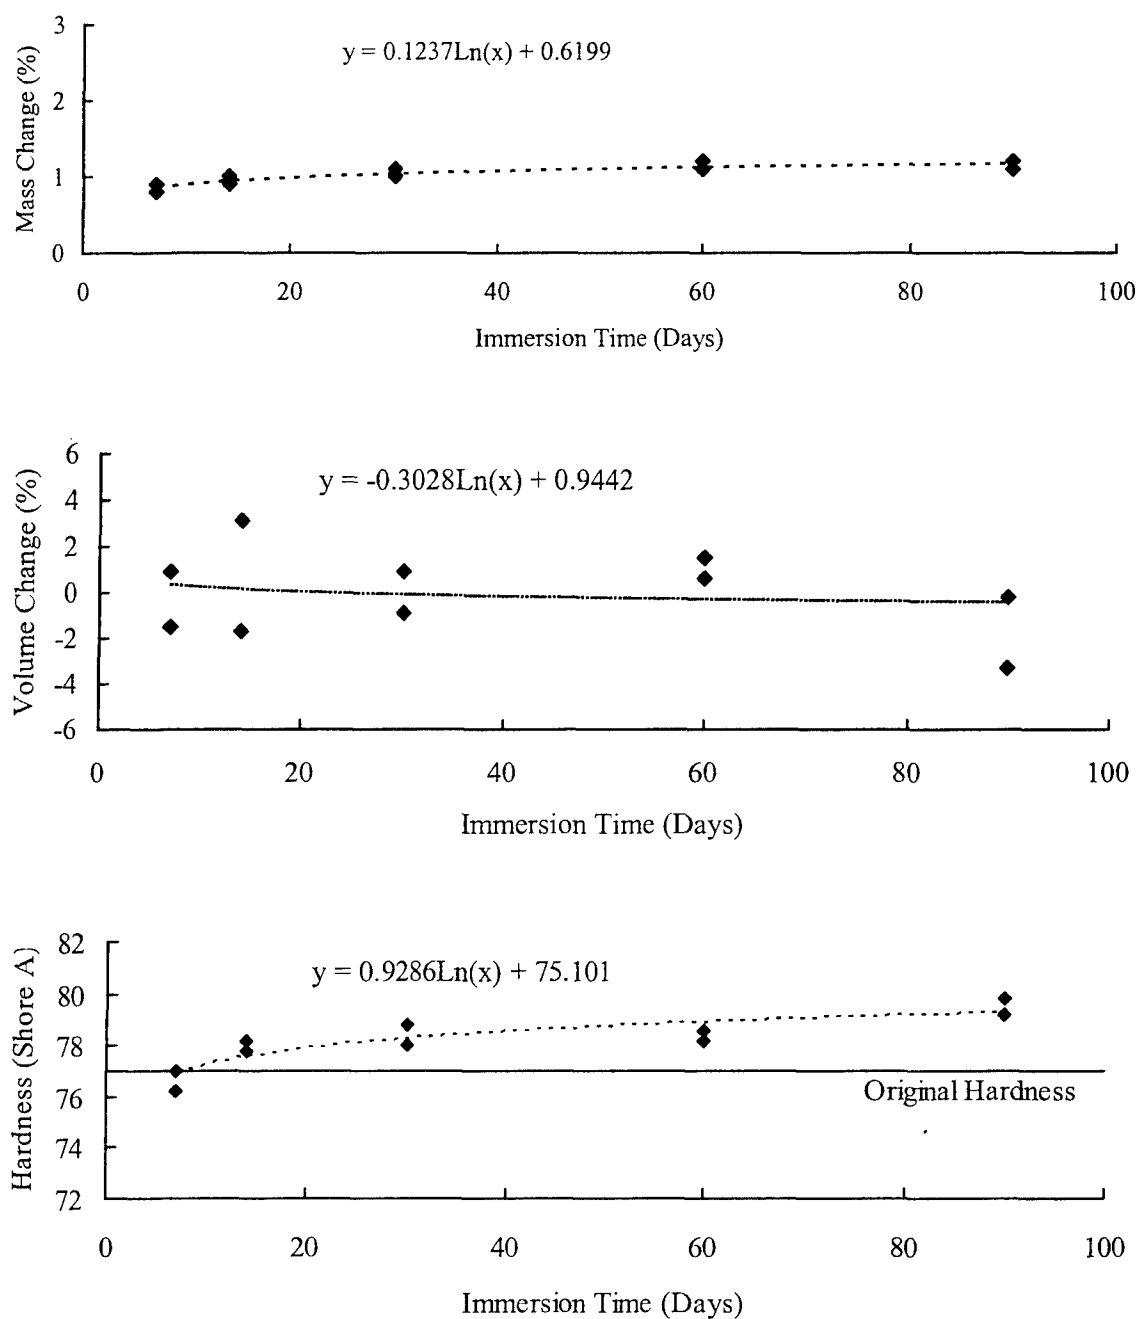 3
y = 0.1237Ln(x) + 0.6199
2
1
0
Mass Change (%)
0 20 40 60 80 100
Immersion Time (Days)
6
y = -0.3028Ln(x) + 0.9442
4
2
0
-2
-4
-6
Volume Change (%)
0 20 40 60 80 100
Immersion Time (Days)
82
y = 0.9286Ln(x) + 75.101
80
78
76
Original Hardness
74
72
Hardness (Shore A)
0 20 40 60 80 100
Immersion Time (Days)